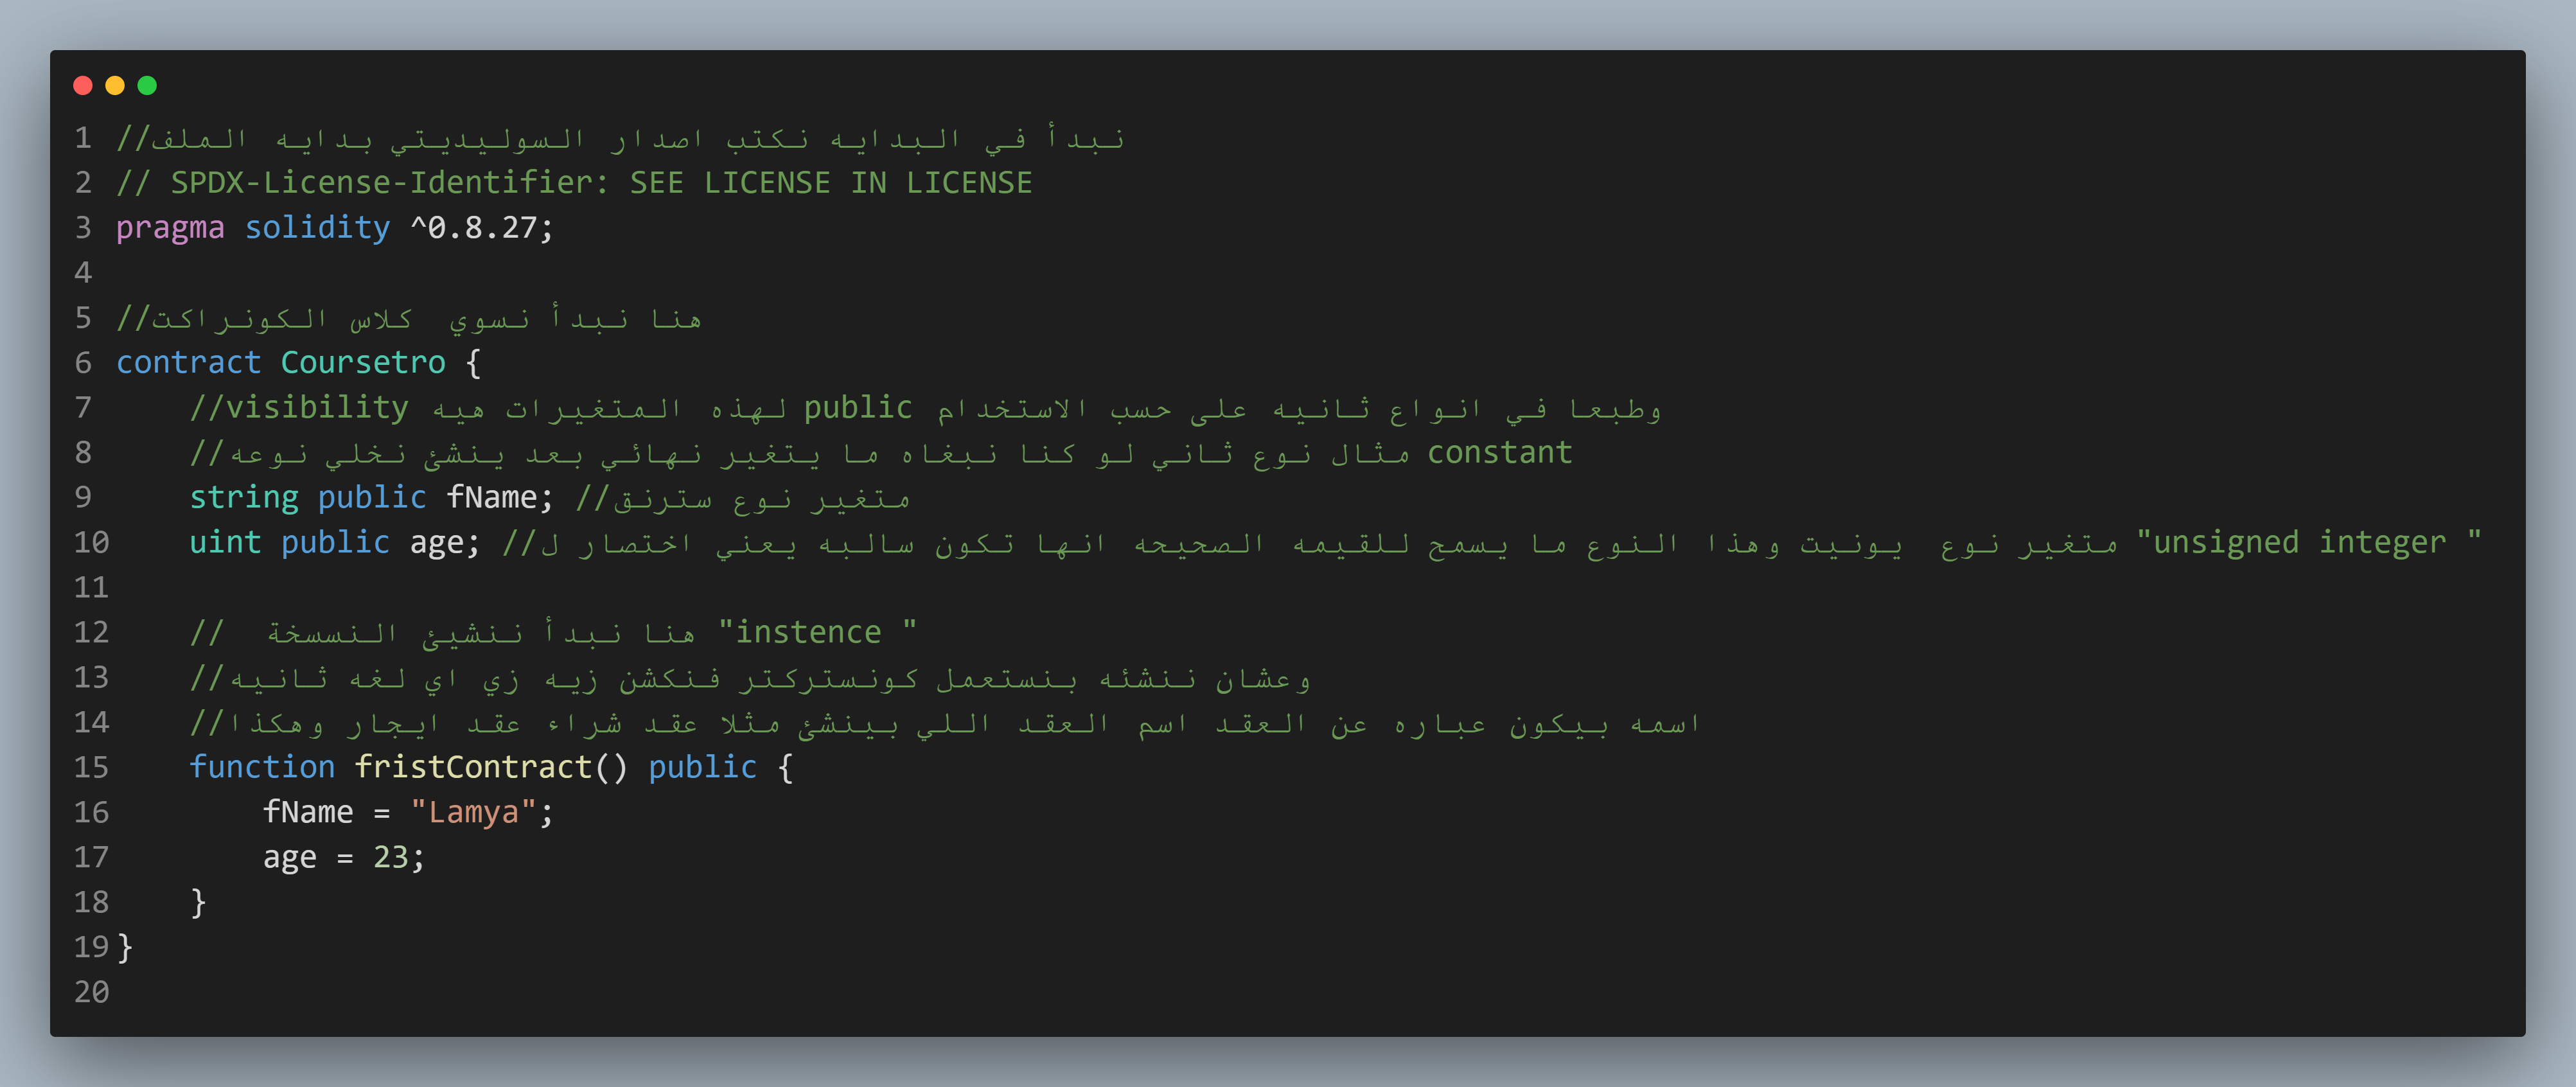 1 //نبدأ في البدايه نكتب اصدار السوليديتي بدايه الملف
2 // SPDX-License-Identifier: SEE LICENSE IN LICENSE
3 pragma solidity ^0.8.27;
4
5 //هنا نبدأ نسوي  كلاس الكونراكت
6 contract Coursetro {
7     //visibility لهذه المتغيرات هيه public وطبعا في انواع ثانيه على حسب الاستخدام
8     //مثال نوع ثاني لو كنا نبغاه ما يتغير نهائي بعد ينشئ نخلي نوعه constant
9     string public fName; //متغير نوع سترنق
10     uint public age; //متغير نوع  يونيت وهذا النوع ما يسمح للقيمه الصحيحه انها تكون سالبه يعني اختصار ل "unsigned integer "
11
12     //  هنا نبدأ ننشيئ النسسخة "instence "
13     //وعشان ننشئه بنستعمل كونستركتر فنكشن زيه زي اي لغه ثانيه
14     //اسمه بيكون عباره عن العقد اسم العقد اللي بينشئ مثلا عقد شراء عقد ايجار وهكذا
15     function fristContract() public {
16         fName = "Lamya";
17         age = 23;
18     }
19 }
20